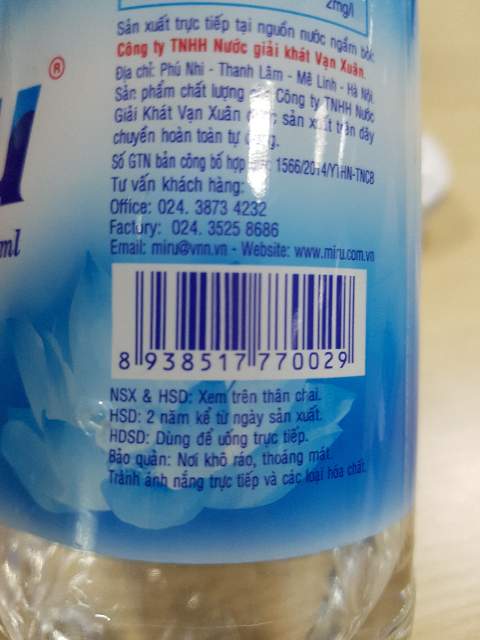 2mg/l
Sản xuất trực tiếp tại nguồn nước ngầm
Công ty TNHH Nước giải khát Vạn Xuân.
Địa chỉ: Phú Nhi - Thanh Lâm - Mê Linh - Hà Nội.
Sản phẩm chất lượng Công ty TNHH Nước
Giải Khát Vạn Xuân sản xuất trên dây
chuyền hoàn toàn tự động.
Số GTN bản công bố hợp 1566/2014/YTHN-TNCB
Tư vấn khách hàng:
Office: 024. 3873 4232
Factory: 024. 3525 8686
Email: miru@vnn.vn - Website: www.miru.com.vn
®
ml
8 938517 770029
NSX & HSD: Xem trên thân chai.
HSD: 2 năm kể từ ngày sản xuất.
HDSD: Dùng để uống trực tiếp.
Bảo quản: Nơi khô ráo, thoáng mát.
Tránh ánh nắng trực tiếp và các loại hóa chất.